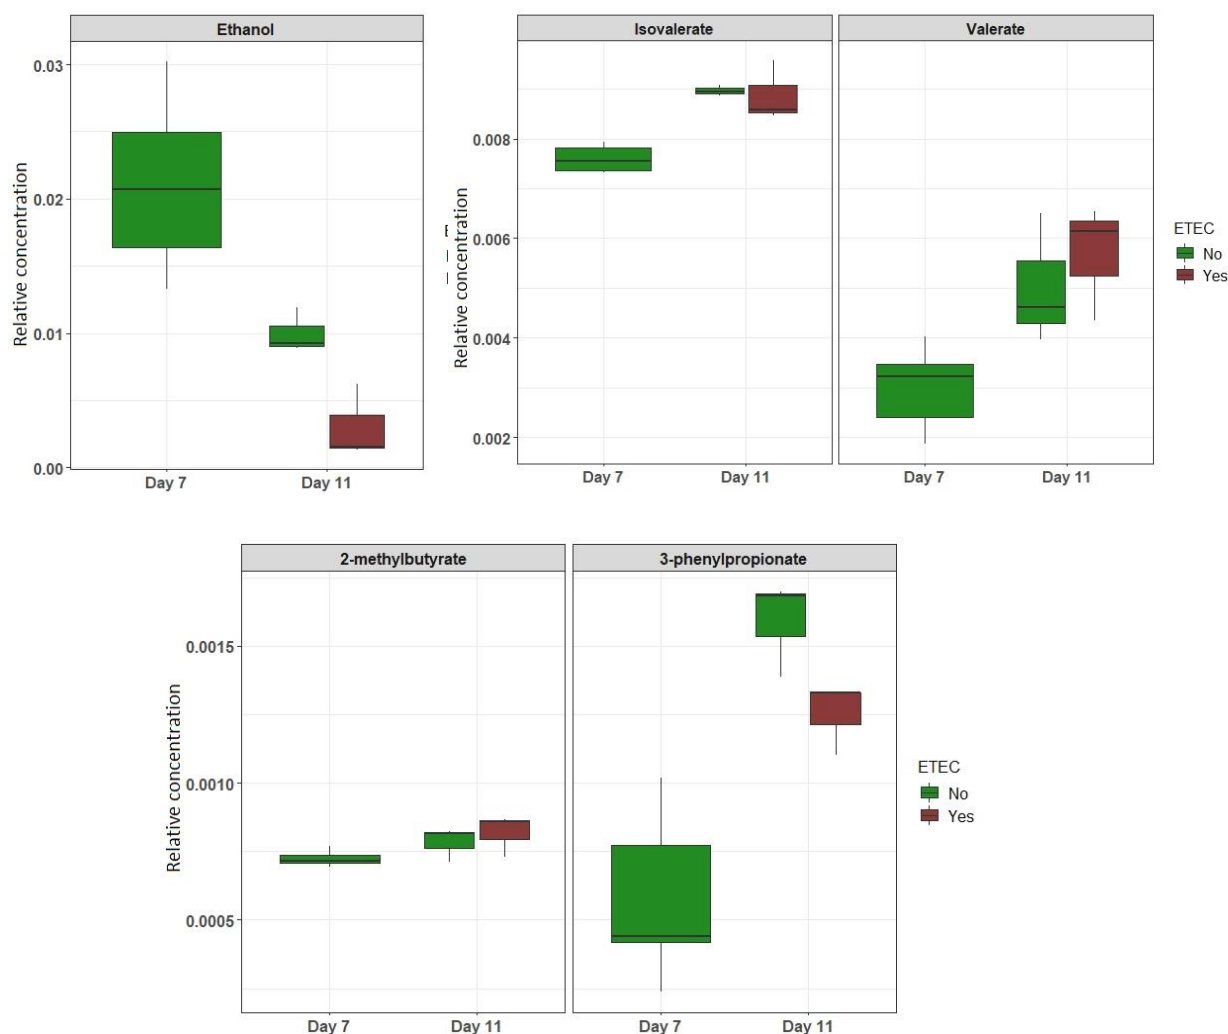 Ethanol
Relative concentration
0.03
0.02
0.01
0.00
Day 7
Day 11
Isovalerate
Valerate
Relative concentration
0.008
0.006
0.004
0.002
Day 7
Day 11
Day 7
Day 11
ETEC
No
Yes
2-methylbutyrate
3-phenylpropionate
Relative concentration
0.0015
0.0010
0.0005
Day 7
Day 11
Day 7
Day 11
ETEC
No
Yes